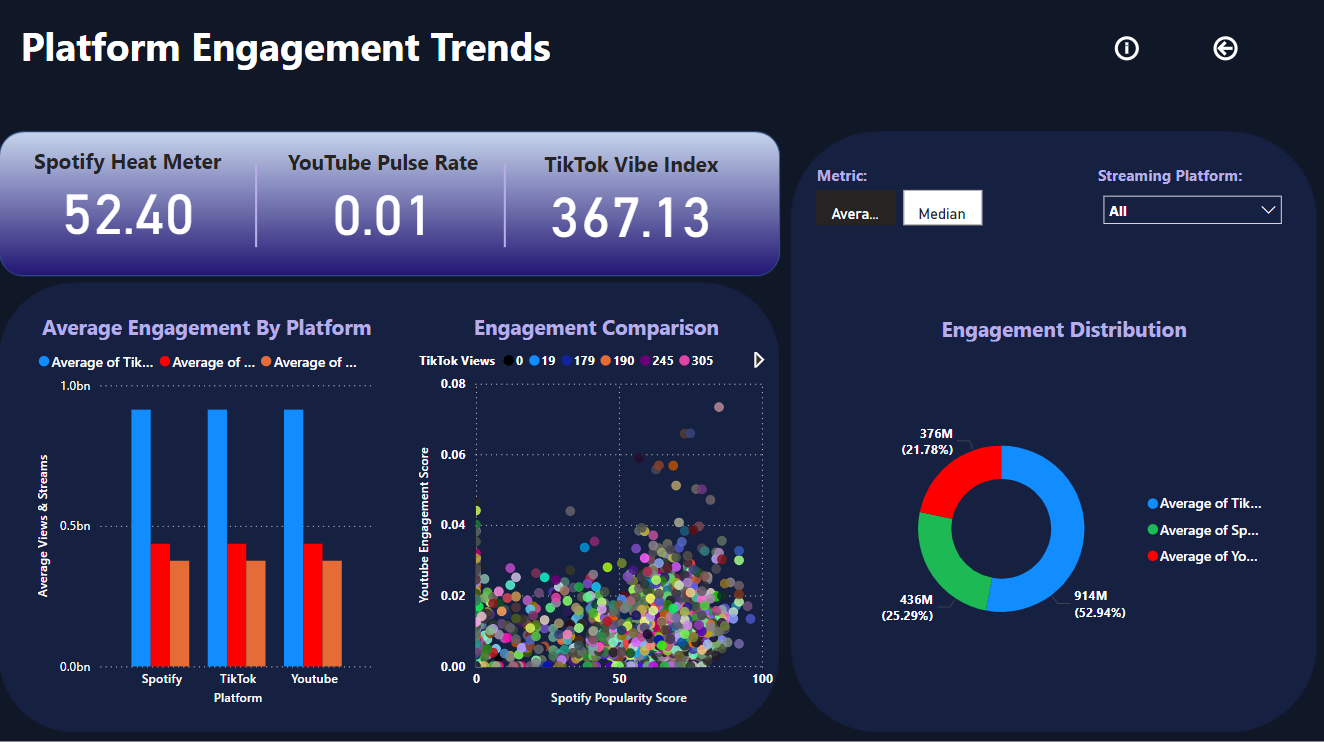 Platform Engagement Trends
Spotify Heat Meter
52.40
YouTube Pulse Rate
0.01
TikTok Vibe Index
367.13
Metric:
Avera...
Median
Streaming Platform:
All
Average Engagement By Platform
Average of Tik... Average of ... Average of ...
1.0bn
0.5bn
0.0bn
Average Views & Streams
Spotify TikTok Youtube
Platform
Engagement Comparison
TikTok Views 0 19 179 190 245 305
0.08
0.06
0.04
0.02
0.00
Youtube Engagement Score
0 50 100
Spotify Popularity Score
Engagement Distribution
376M
(21.78%)
436M
(25.29%)
914M
(52.94%)
Average of Tik...
Average of Sp...
Average of Yo...